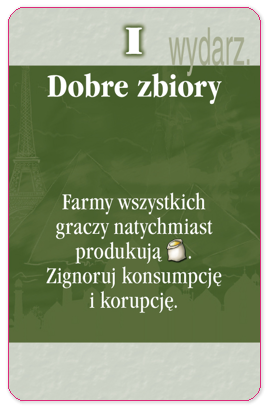 I
wydarz.
Dobre zbiory
Farmy wszystkich
graczy natychmiast
produkują .
Zignoruj konsumpcję
i korupcję.